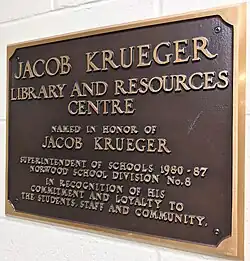 JACOB KRUEGER
LIBRARY AND RESOURCES
CENTRE
NAMED IN HONOR OF
JACOB KRUEGER
SUPERINTENDENT OF SCHOOLS 1980-87
NORWOOD SCHOOL DIVISION No.8
IN RECOGNITION OF HIS
COMMITMENT AND LOYALTY TO
THE STUDENTS, STAFF AND COMMUNITY.